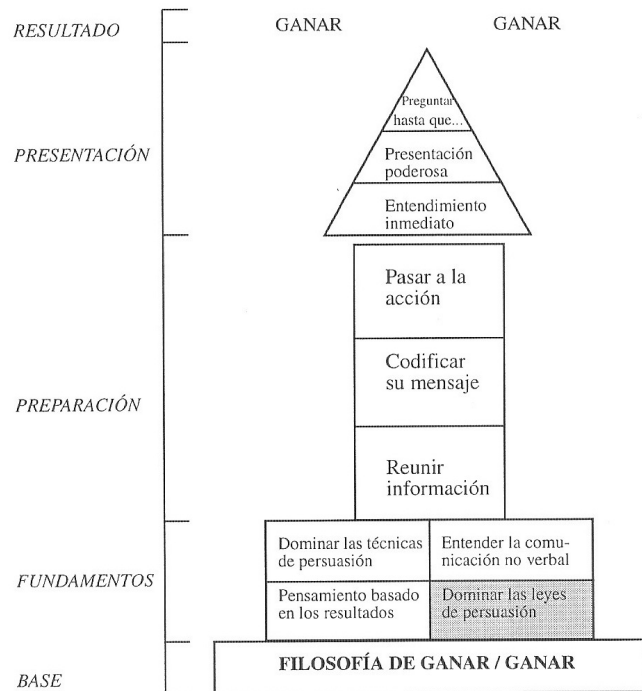 RESULTADO
GANAR GANAR
PRESENTACIÓN
Preguntar
hasta que...
Presentación
poderosa
Entendimiento
inmediato
PREPARACIÓN
Pasar a la
acción
Codificar
su mensaje
Reunir
información
FUNDAMENTOS
Dominar las técnicas
de persuasión
Entender la comu-
nicación no verbal
Pensamiento basado
en los resultados
Dominar las leyes
de persuasión
BASE
FILOSOFÍA DE GANAR / GANAR